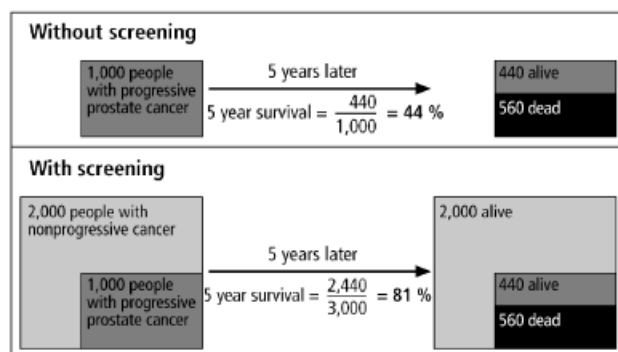 Without screening
1,000 people
with progressive
prostate cancer
5 years later
5 year survival = 440 / 1,000 = 44 %
440 alive
560 dead
With screening
2,000 people with
nonprogressive cancer
1,000 people
with progressive
prostate cancer
5 years later
5 year survival = 2,440 / 3,000 = 81 %
2,000 alive
440 alive
560 dead